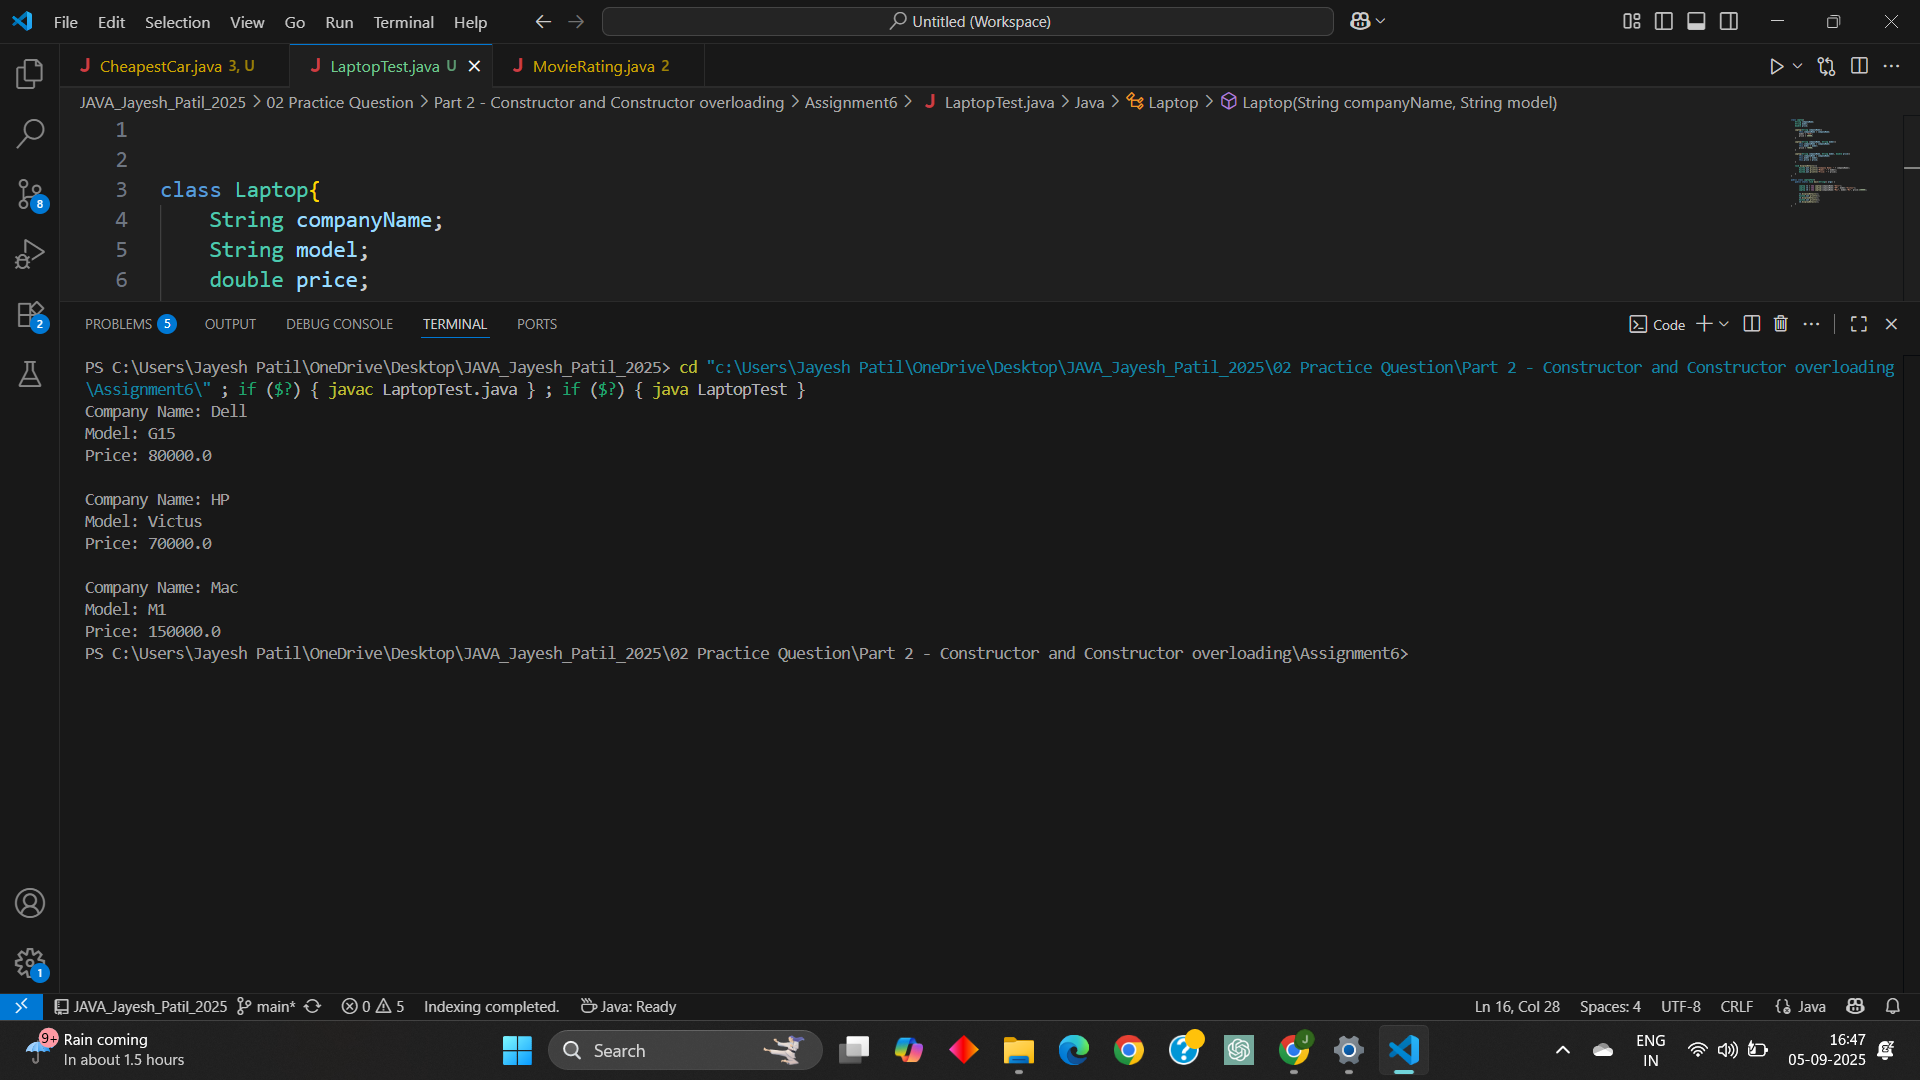 File Edit Selection View Go Run Terminal Help Untitled (Workspace)
J CheapestCar.java 3, U J LaptopTest.java U J MovieRating.java 2
JAVA_Jayesh_Patil_2025 > 02 Practice Question > Part 2 - Constructor and Constructor overloading > Assignment6 > J LaptopTest.java > Java > Laptop > Laptop(String companyName, String model)
1
2
3 class Laptop{
4 String companyName;
5 String model;
6 double price;
8
2
PROBLEMS 5 OUTPUT DEBUG CONSOLE TERMINAL PORTS Code
PS C:\Users\Jayesh Patil\OneDrive\Desktop\JAVA_Jayesh_Patil_2025> cd "c:\Users\Jayesh Patil\OneDrive\Desktop\JAVA_Jayesh_Patil_2025\02 Practice Question\Part 2 - Constructor and Constructor overloading
\Assignment6\" ; if ($?) { javac LaptopTest.java } ; if ($?) { java LaptopTest }
Company Name: Dell
Model: G15
Price: 80000.0
Company Name: HP
Model: Victus
Price: 70000.0
Company Name: Mac
Model: M1
Price: 150000.0
PS C:\Users\Jayesh Patil\OneDrive\Desktop\JAVA_Jayesh_Patil_2025\02 Practice Question\Part 2 - Constructor and Constructor overloading\Assignment6>
1
JAVA_Jayesh_Patil_2025 main* 0 5 Indexing completed. Java: Ready Ln 16, Col 28 Spaces: 4 UTF-8 CRLF Java
9+ Rain coming
In about 1.5 hours
Search
J
ENG
IN
16:47
05-09-2025